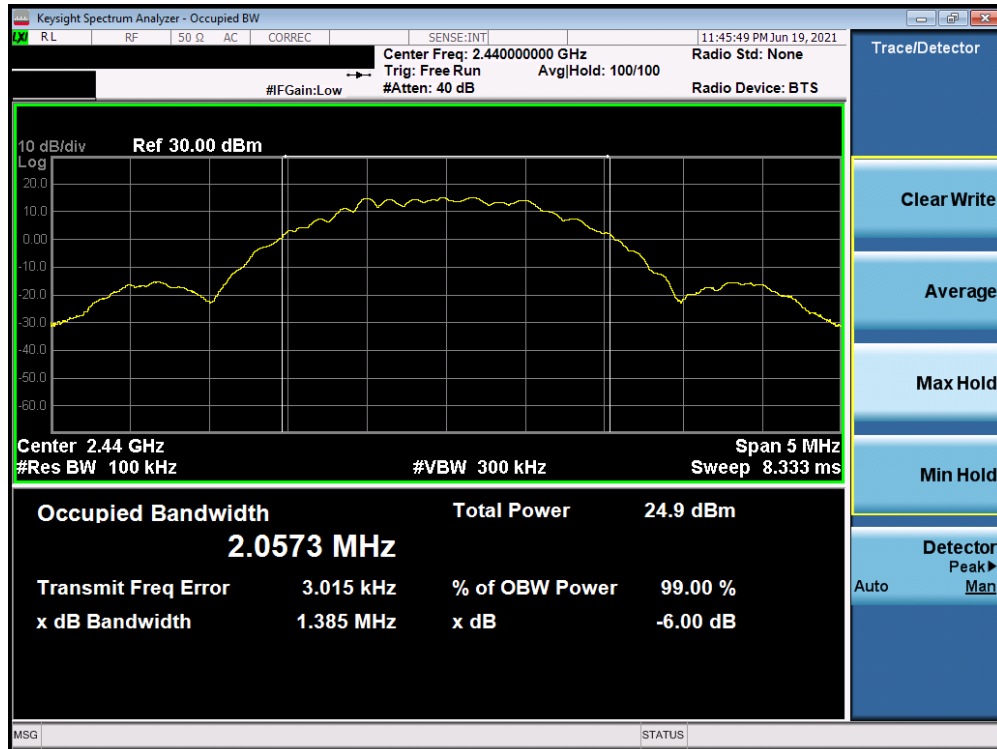 Keysight Spectrum Analyzer - Occupied BW
LXI RL RF 50 Ω AC CORREC SENSE:INT 11:45:49 PM Jun 19, 2021
Center Freq: 2.440000000 GHz Radio Std: None
Trig: Free Run Avg|Hold: 100/100
#IFGain:Low #Atten: 40 dB Radio Device: BTS
Trace/Detector
10 dB/div Ref 30.00 dBm
Log
20.0
10.0
0.00
-10.0
-20.0
-30.0
-40.0
-50.0
-60.0
Center 2.44 GHz Span 5 MHz
#Res BW 100 kHz #VBW 300 kHz Sweep 8.333 ms
Occupied Bandwidth Total Power 24.9 dBm
2.0573 MHz
Transmit Freq Error 3.015 kHz % of OBW Power 99.00 %
x dB Bandwidth 1.385 MHz x dB -6.00 dB
Clear Write
Average
Max Hold
Min Hold
Detector
Peak▶
Auto Man
MSG STATUS